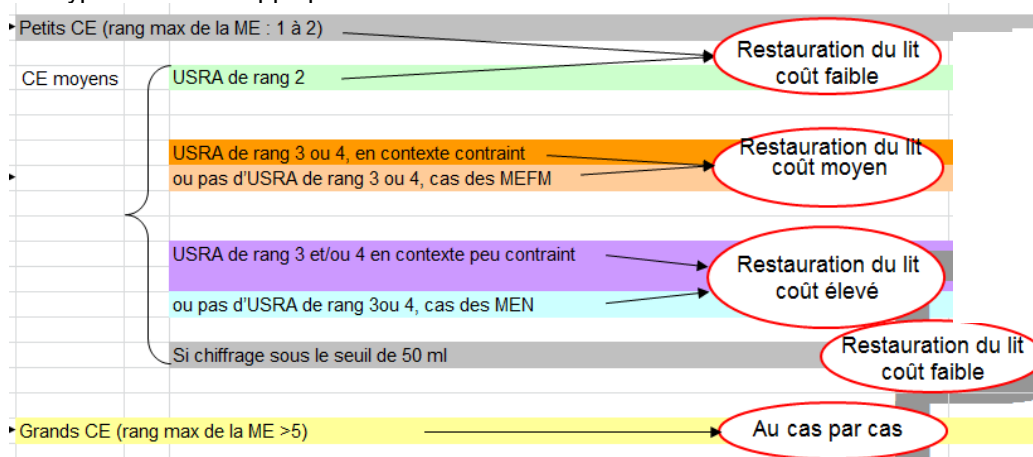 Petits CE (rang max de la ME : 1 à 2)
Restauration du lit
coût faible
CE moyens
USRA de rang 2
USRA de rang 3 ou 4, en contexte contraint
ou pas d'USRA de rang 3 ou 4, cas des MEFM
Restauration du lit
coût moyen
USRA de rang 3 et/ou 4 en contexte peu contraint
ou pas d'USRA de rang 3ou 4, cas des MEN
Restauration du lit
coût élevé
Si chiffrage sous le seuil de 50 ml
Restauration du lit
coût faible
Grands CE (rang max de la ME >5)
Au cas par cas